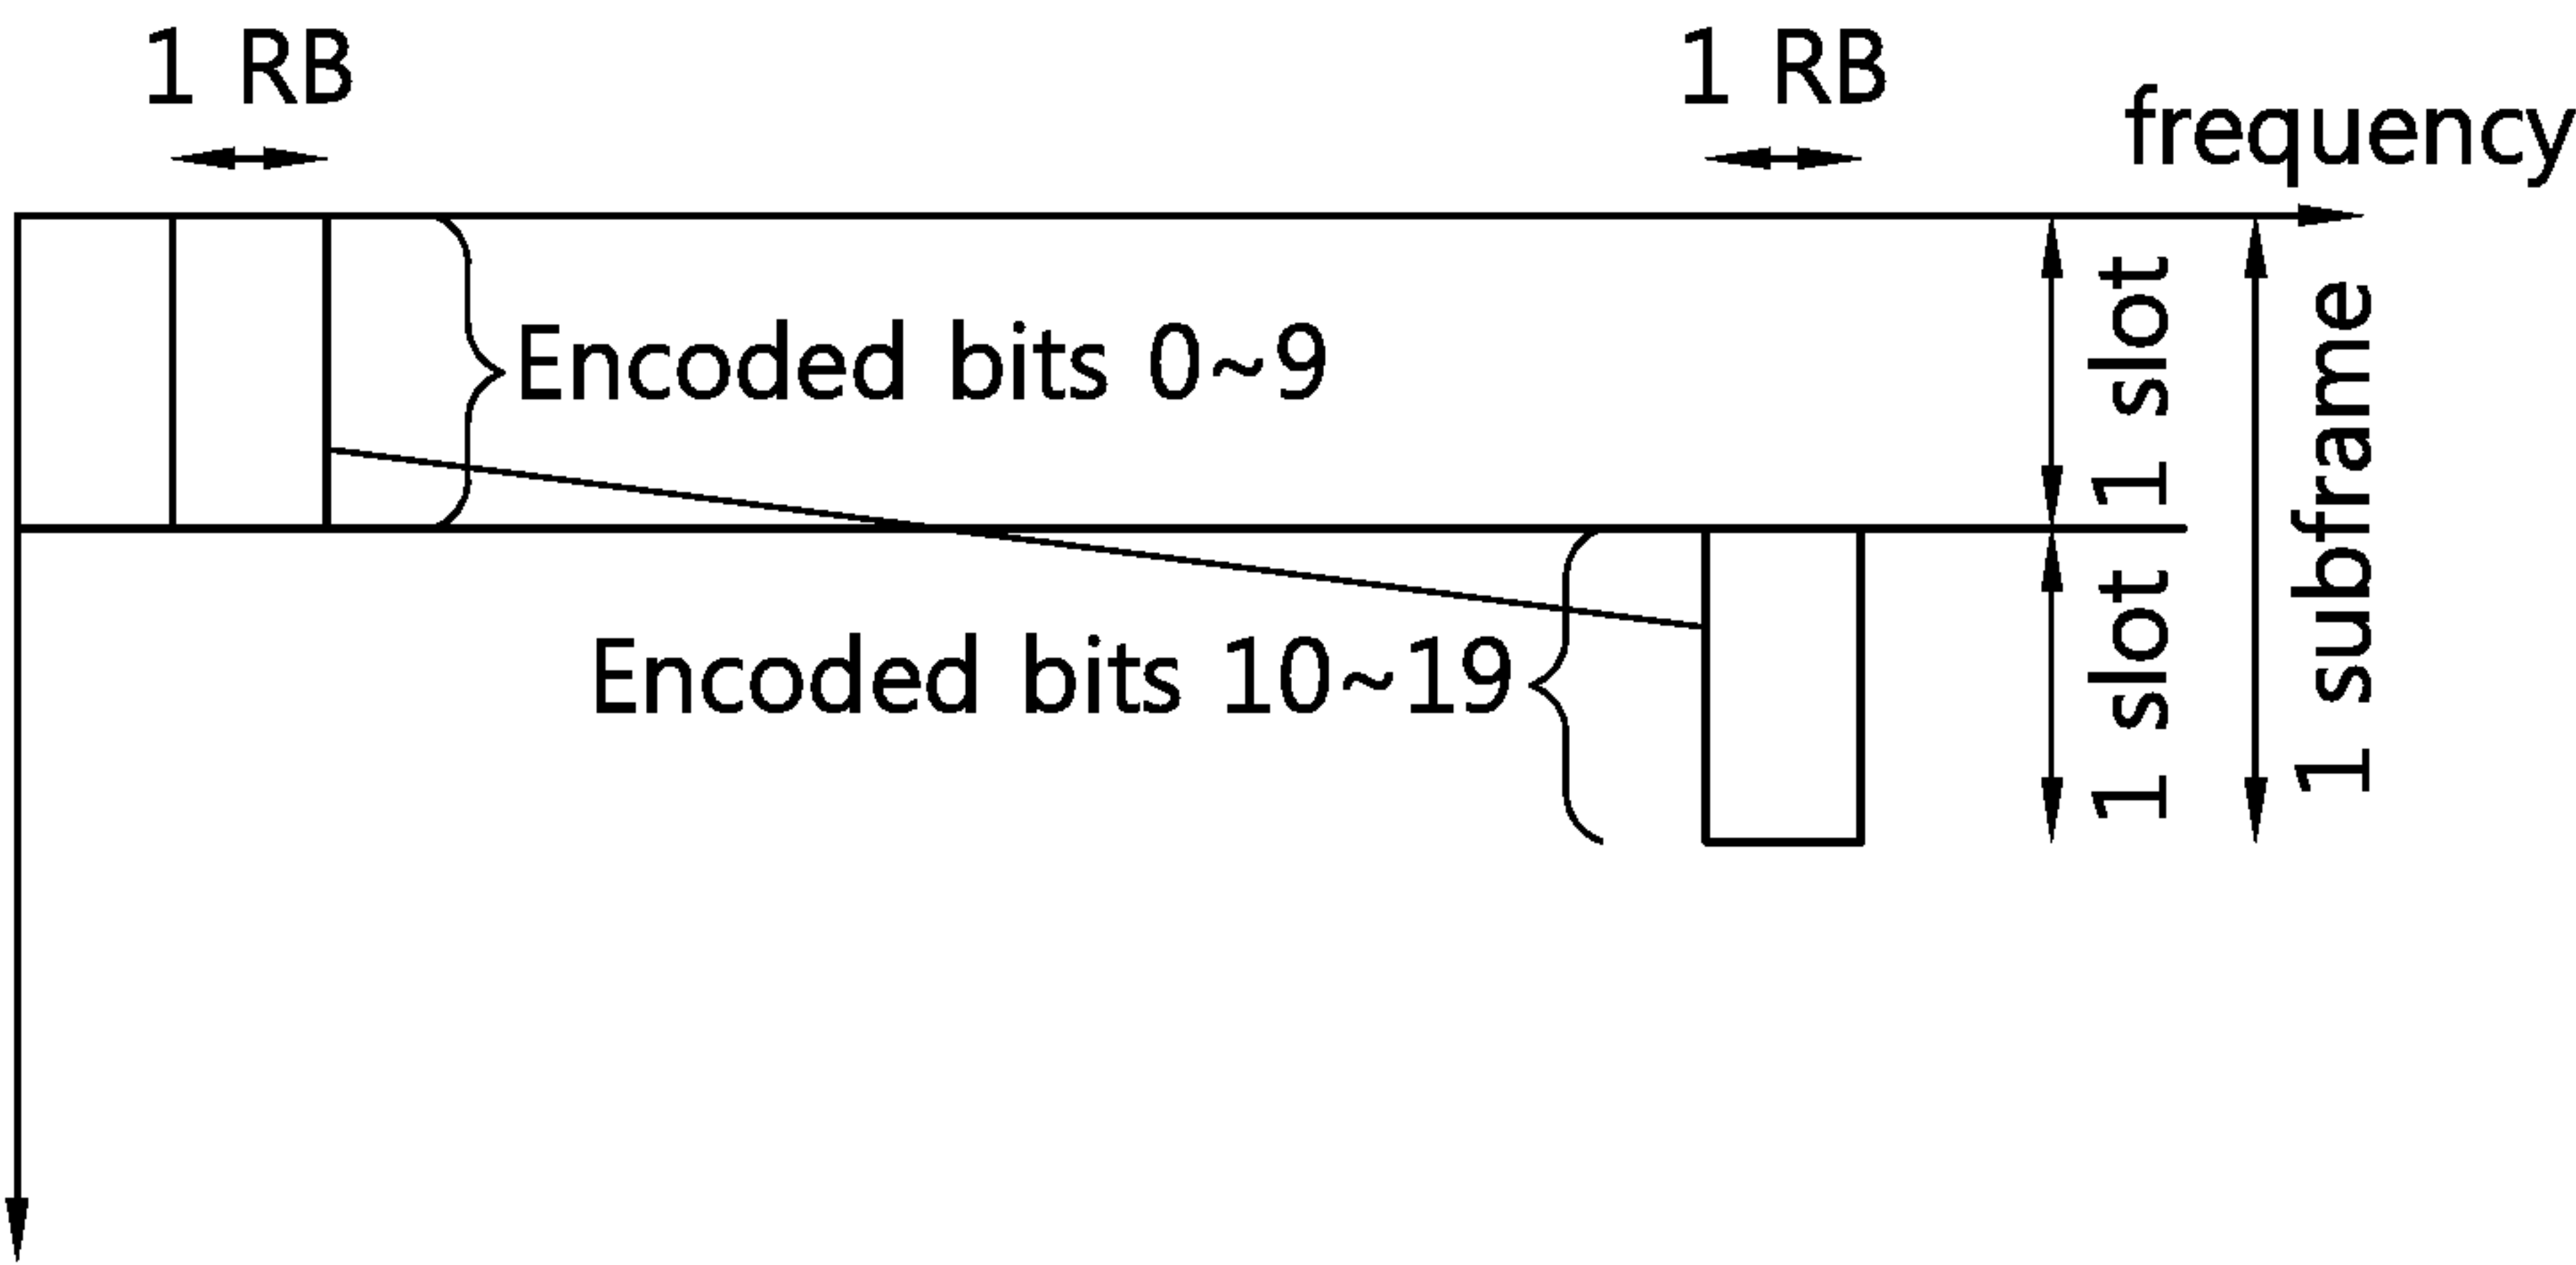 1 RB
1 RB
frequency
Encoded bits 0~9
1 slot
1 subframe
Encoded bits 10~19
1 slot